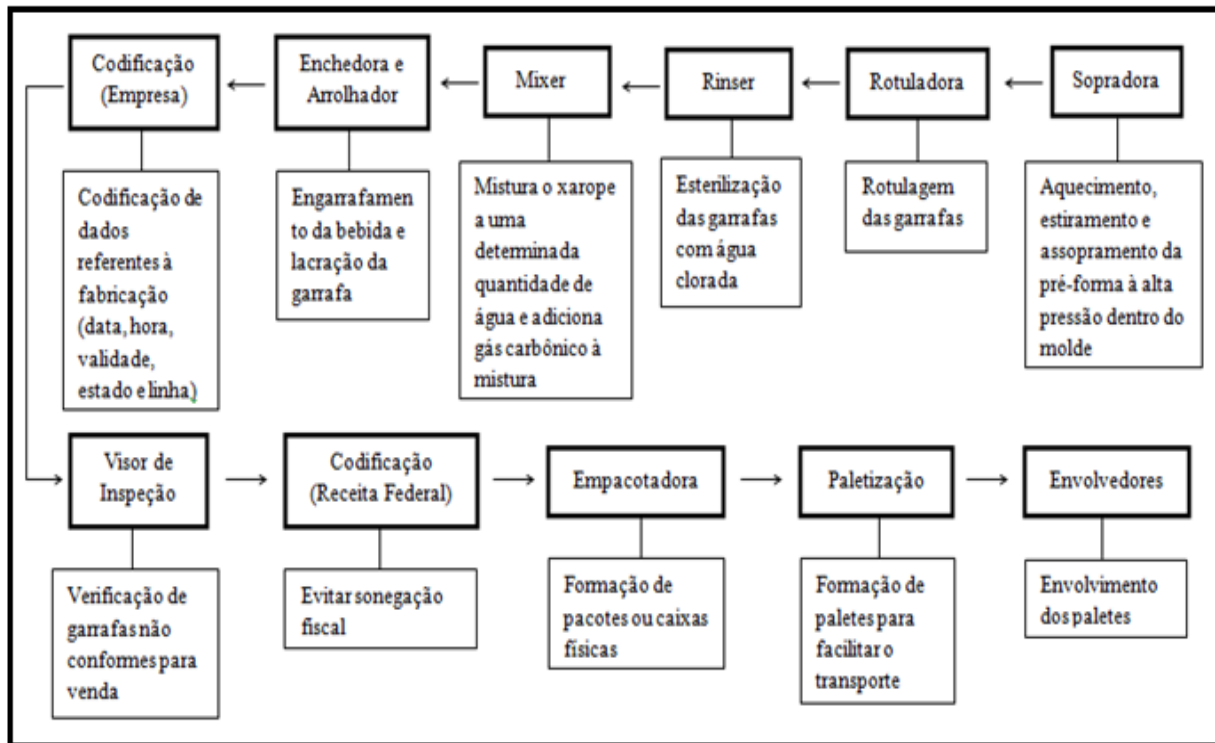 Codificação
(Empresa)
Enchedora e
Arrolhador
Mixer
Rinser
Rotuladora
Sopradora
Codificação de
dados
referentes à
fabricação
(data, hora,
validade,
estado e linha)
Engarrafame
nto da bebida e
lacração da
garrafa
Mistura o xarope
a uma
determinada
quantidade de
água e adiciona
gás carbônico à
mistura
Esterilização
das garrafas
com água
clorada
Rotulagem
das garrafas
Aquecimento,
estiramento e
assopramento da
pré-forma à alta
pressão dentro do
molde
Visor de
Inspeção
Codificação
(Receita Federal)
Empacotadora
Paletização
Envolvedores
Verificação de
garrafas não
conformes para
venda
Evitar sonegação
fiscal
Formação de
pacotes ou caixas
físicas
Formação de
paletes para
facilitar o
transporte
Envolvimento
dos paletes